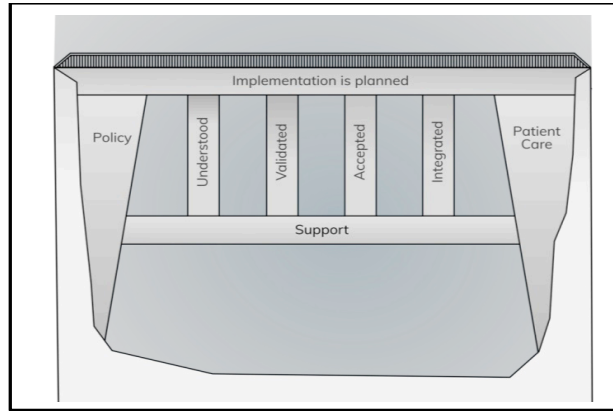 Implementation is planned
Policy
Understood
Validated
Accepted
Integrated
Patient
Care
Support